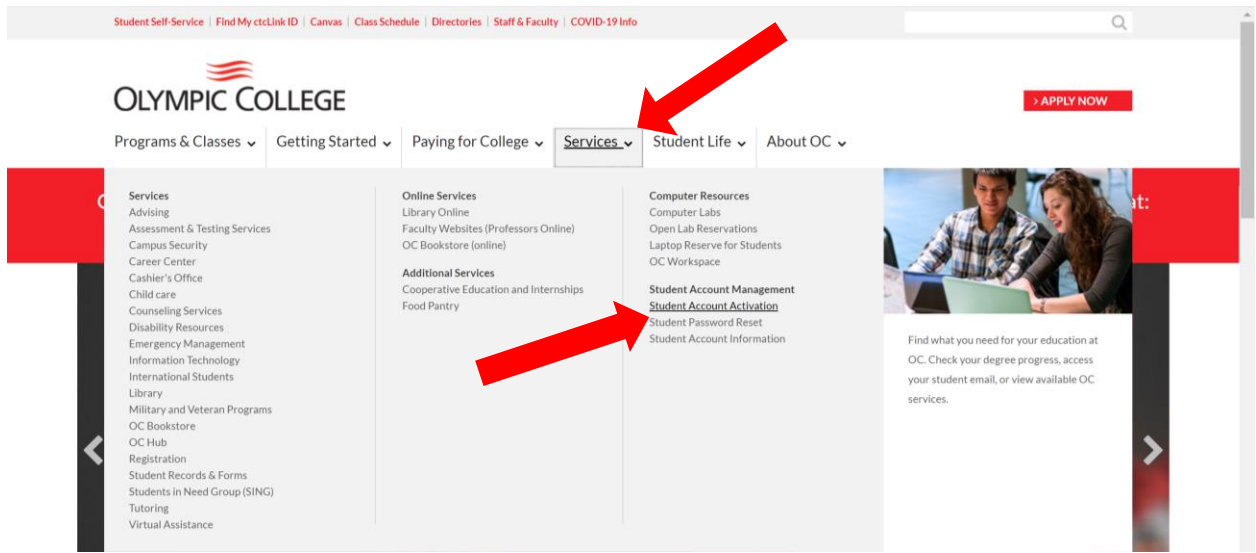 Student Self-Service | Find My ctcLink ID | Canvas | Class Schedule | Directories | Staff & Faculty | COVID-19 Info
OLYMPIC COLLEGE
> APPLY NOW
Programs & Classes Getting Started Paying for College Services Student Life About OC
Services
Advising
Assessment & Testing Services
Campus Security
Career Center
Cashier's Office
Child care
Counseling Services
Disability Resources
Emergency Management
Information Technology
International Students
Library
Military and Veteran Programs
OC Bookstore
OC Hub
Registration
Student Records & Forms
Students in Need Group (SING)
Tutoring
Virtual Assistance
Online Services
Library Online
Faculty Websites (Professors Online)
OC Bookstore (online)
Additional Services
Cooperative Education and Internships
Food Pantry
Computer Resources
Computer Labs
Open Lab Reservations
Laptop Reserve for Students
OC Workspace
Student Account Management
Student Account Activation
Student Password Reset
Student Account Information
Find what you need for your education at
OC. Check your degree progress, access
your student email, or view available OC
services.